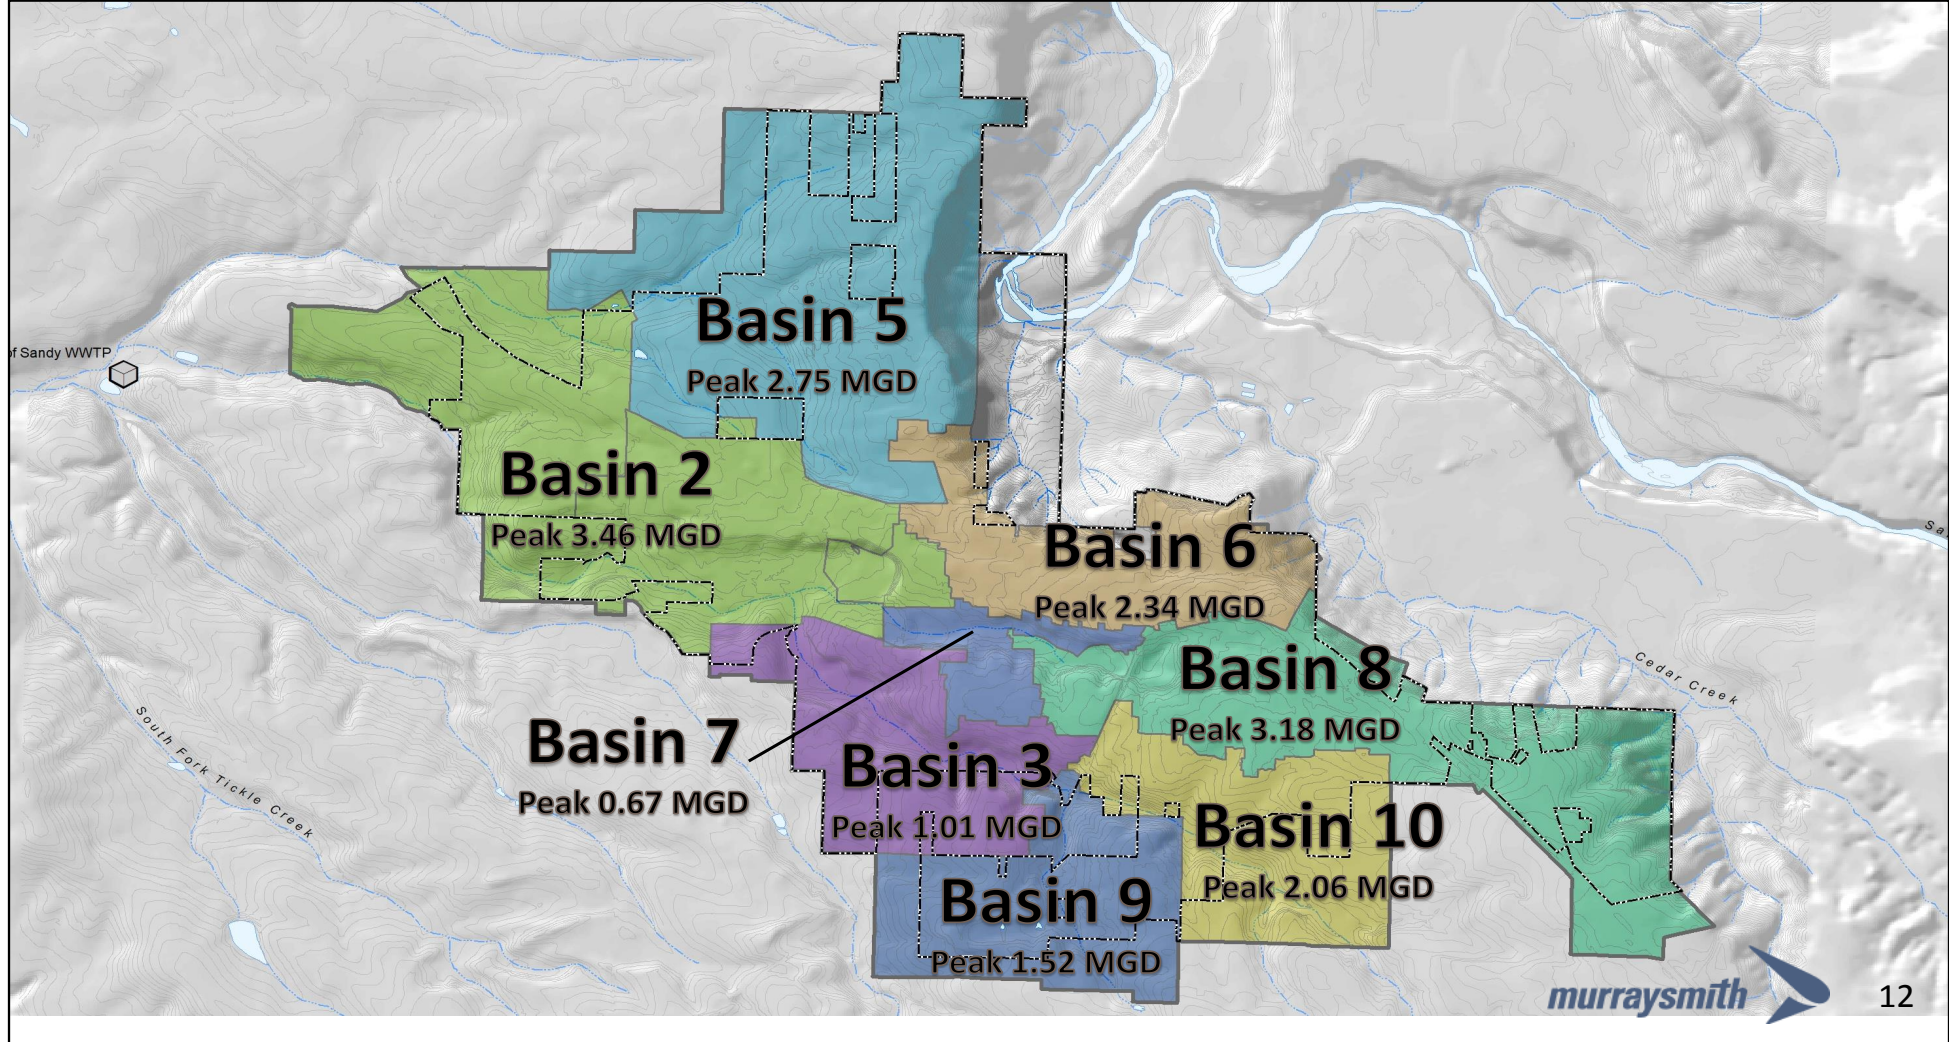 Basin 5
Peak 2.75 MGD
of Sandy WWTP
Basin 2
Peak 3.46 MGD
Basin 6
Peak 2.34 MGD
Basin 8
Peak 3.18 MGD
Cedar Creek
Basin 7
Peak 0.67 MGD
South Fork Tickle Creek
Basin 3
Peak 1.01 MGD
Basin 10
Peak 2.06 MGD
Basin 9
Peak 1.52 MGD
murraysmith
12